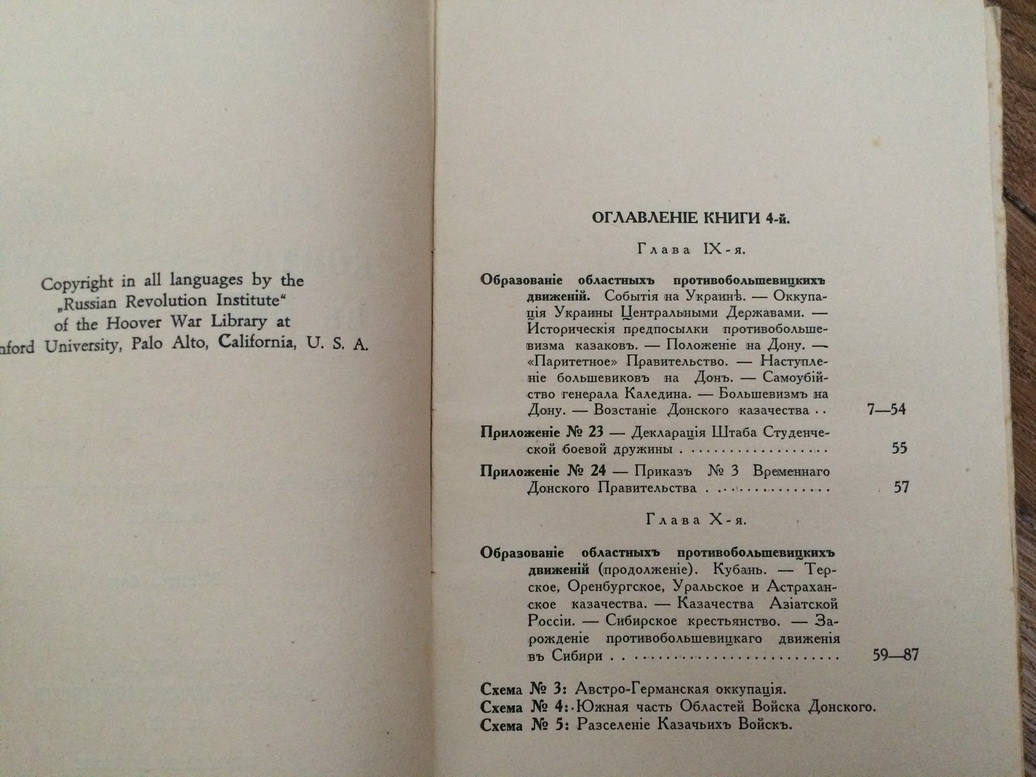 Copyright in all languages by the
„Russian Revolution Institute“
of the Hoover War Library at
nford University, Palo Alto, California, U. S. A.
ОГЛАВЛЕНІЕ КНИГИ 4-й.
Глава IX-я.
Образованіе областныхъ противобольшевицкихъ
движеній. Событія на Украинѣ. — Оккупа-
ція Украины Центральными Державами. —
Историческія предпосылки противобольше-
визма казаковъ. — Положеніе на Дону. —
«Паритетное» Правительство. — Наступле-
ніе большевиковъ на Донъ. — Самоубій-
ство генерала Каледина. — Большевизмъ на
Дону. — Возстаніе Донского казачества .. 7—54
Приложеніе № 23 — Декларація Штаба Студенче-
ской боевой дружины . . . . . . . . . . . . . . . . 55
Приложеніе № 24 — Приказъ № 3 Временнаго
Донского Правительства . . . . . . . . . . . . . . 57
Глава X-я.
Образованіе областныхъ противобольшевицкихъ
движеній (продолженіе). Кубань. — Тер-
ское, Оренбургское, Уральское и Астрахан-
ское казачества. — Казачества Азіатской
Россіи. — Сибирское крестьянство. — За-
рожденіе противобольшевицкаго движенія
въ Сибири . . . . . . . . . . . . . . . . . . . . . . 59—87
Схема № 3: Австро-Германская оккупація.
Схема № 4: Южная часть Областей Войска Донского.
Схема № 5: Разселеніе Казачьихъ Войскъ.